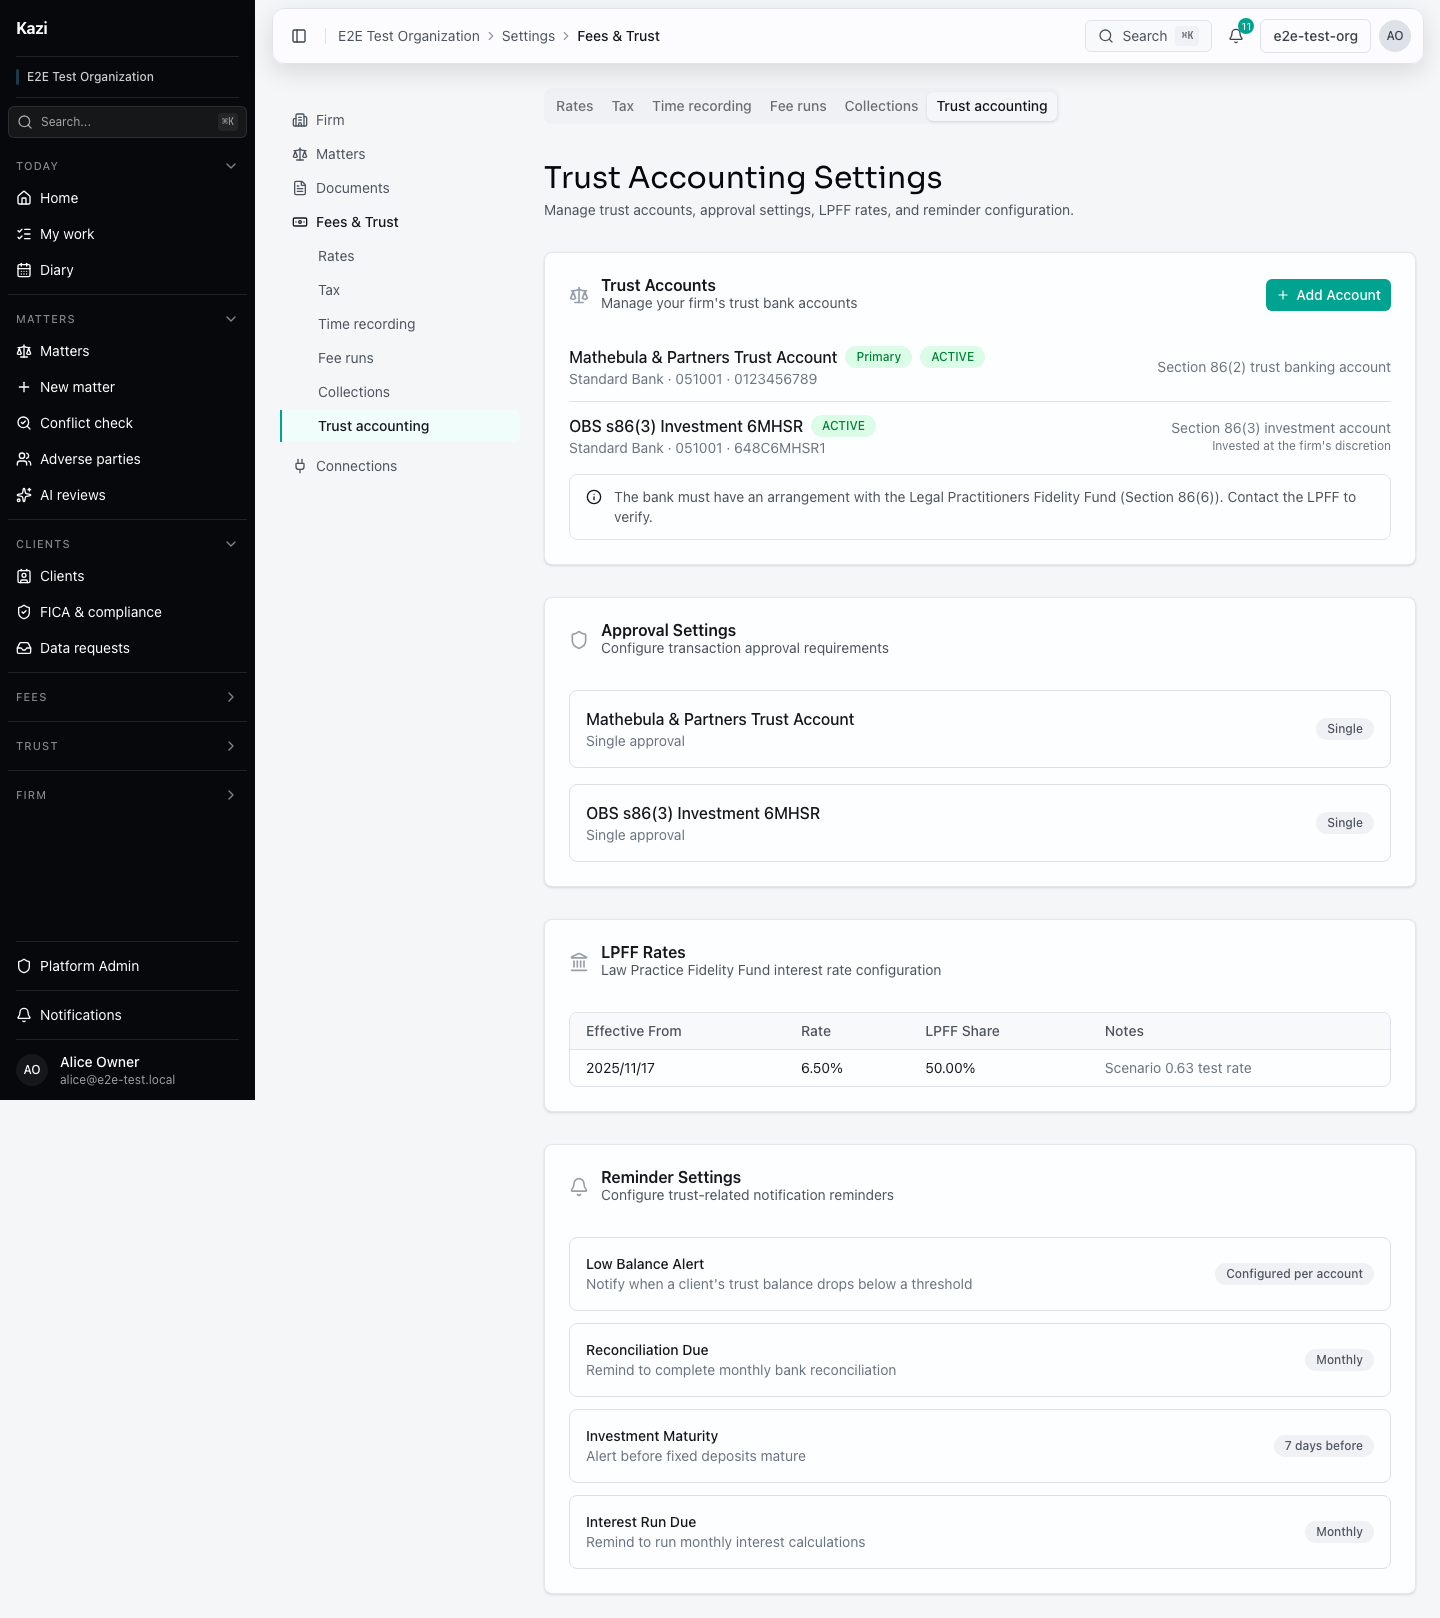 Kazi
E2E Test Organization
Search... ⌘K
TODAY
Home
My work
Diary
MATTERS
Matters
New matter
Conflict check
Adverse parties
AI reviews
CLIENTS
Clients
FICA & compliance
Data requests
FEES
TRUST
FIRM
Platform Admin
Notifications
AO
Alice Owner
alice@e2e-test.local
E2E Test Organization > Settings > Fees & Trust
Search ⌘K
11
e2e-test-org
AO
Firm
Matters
Documents
Fees & Trust
Rates
Tax
Time recording
Fee runs
Collections
Trust accounting
Connections
Rates Tax Time recording Fee runs Collections Trust accounting
Trust Accounting Settings
Manage trust accounts, approval settings, LPFF rates, and reminder configuration.
Trust Accounts
Manage your firm's trust bank accounts
+ Add Account
Mathebula & Partners Trust Account Primary ACTIVE
Standard Bank · 051001 · 0123456789
Section 86(2) trust banking account
OBS s86(3) Investment 6MHSR ACTIVE
Standard Bank · 051001 · 648C6MHSR1
Section 86(3) investment account
Invested at the firm's discretion
The bank must have an arrangement with the Legal Practitioners Fidelity Fund (Section 86(6)). Contact the LPFF to
verify.
Approval Settings
Configure transaction approval requirements
Mathebula & Partners Trust Account
Single approval
Single
OBS s86(3) Investment 6MHSR
Single approval
Single
LPFF Rates
Law Practice Fidelity Fund interest rate configuration
Effective From Rate LPFF Share Notes
2025/11/17 6.50% 50.00% Scenario 0.63 test rate
Reminder Settings
Configure trust-related notification reminders
Low Balance Alert
Notify when a client's trust balance drops below a threshold
Configured per account
Reconciliation Due
Remind to complete monthly bank reconciliation
Monthly
Investment Maturity
Alert before fixed deposits mature
7 days before
Interest Run Due
Remind to run monthly interest calculations
Monthly